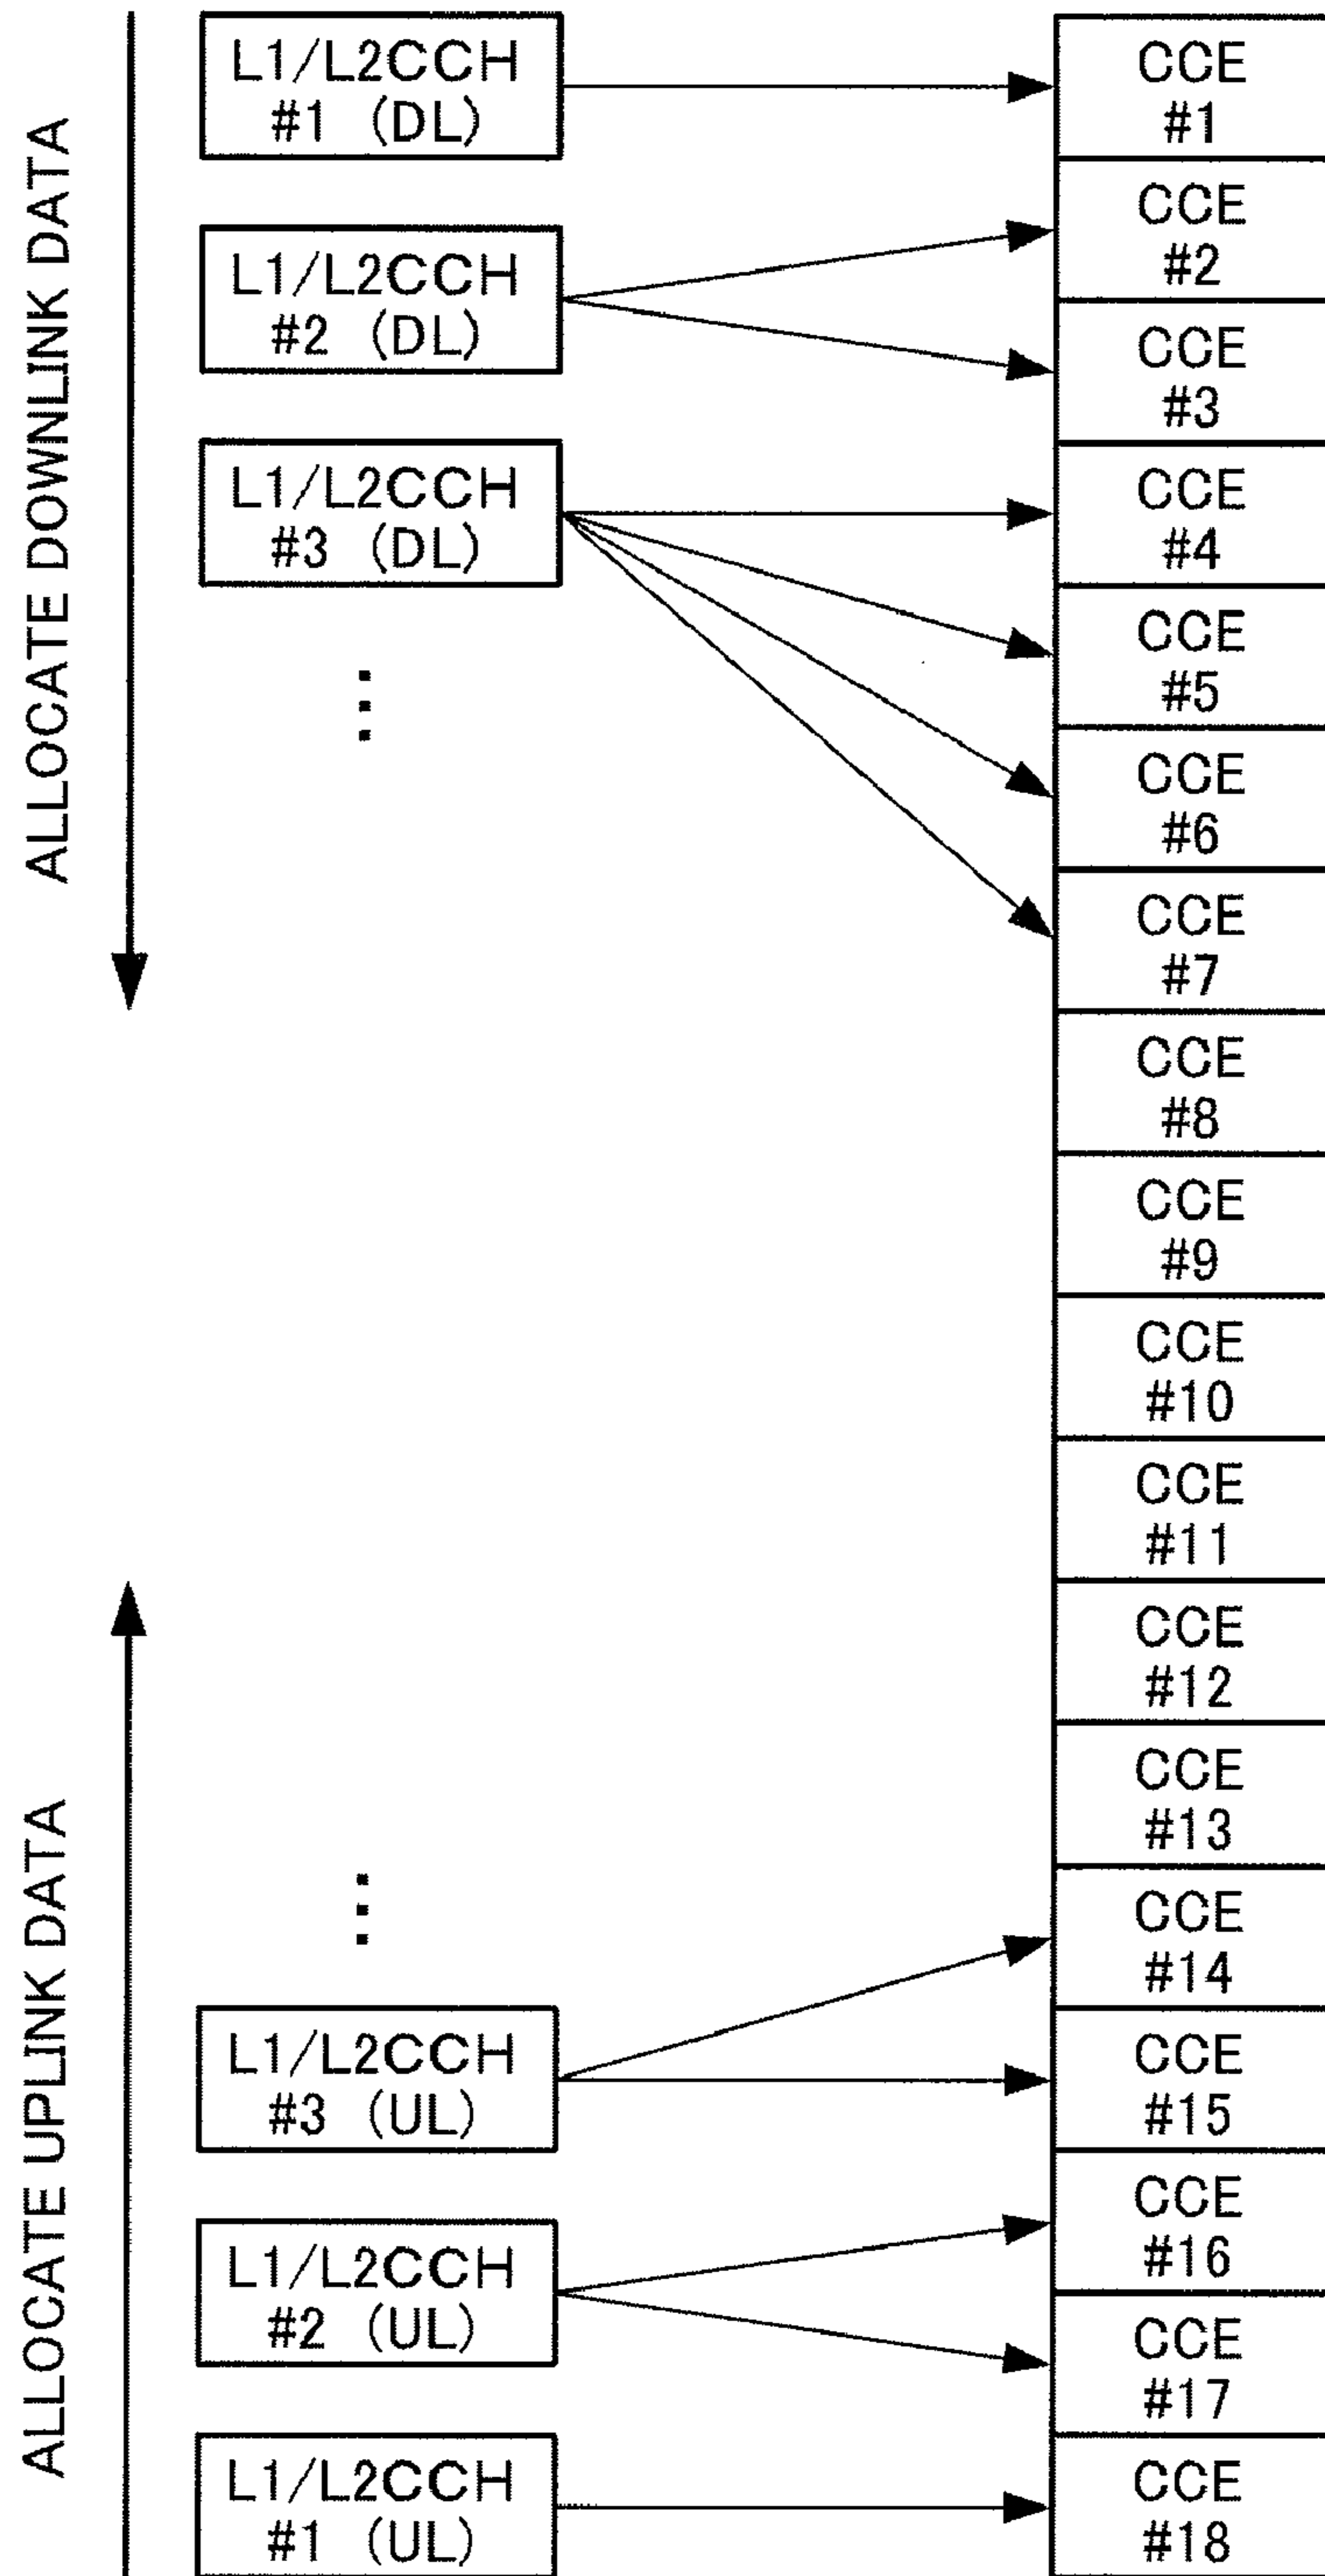 ALLOCATE DOWNLINK DATA
L1/L2CCH
#1 (DL)
L1/L2CCH
#2 (DL)
L1/L2CCH
#3 (DL)
CCE
#1
CCE
#2
CCE
#3
CCE
#4
CCE
#5
CCE
#6
CCE
#7
CCE
#8
CCE
#9
CCE
#10
CCE
#11
CCE
#12
CCE
#13
CCE
#14
CCE
#15
CCE
#16
CCE
#17
CCE
#18
ALLOCATE UPLINK DATA
L1/L2CCH
#3 (UL)
L1/L2CCH
#2 (UL)
L1/L2CCH
#1 (UL)